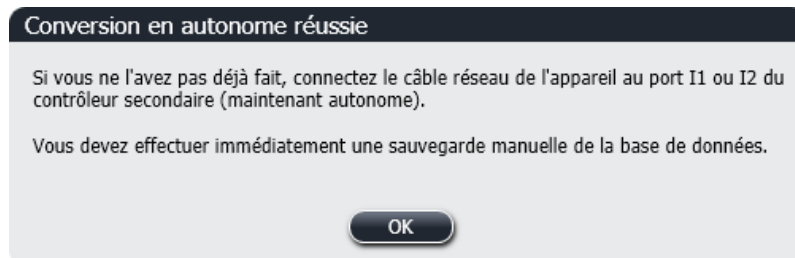 Conversion en autonome réussie
Si vous ne l'avez pas déjà fait, connectez le câble réseau de l'appareil au port I1 ou I2 du
contrôleur secondaire (maintenant autonome).
Vous devez effectuer immédiatement une sauvegarde manuelle de la base de données.
OK